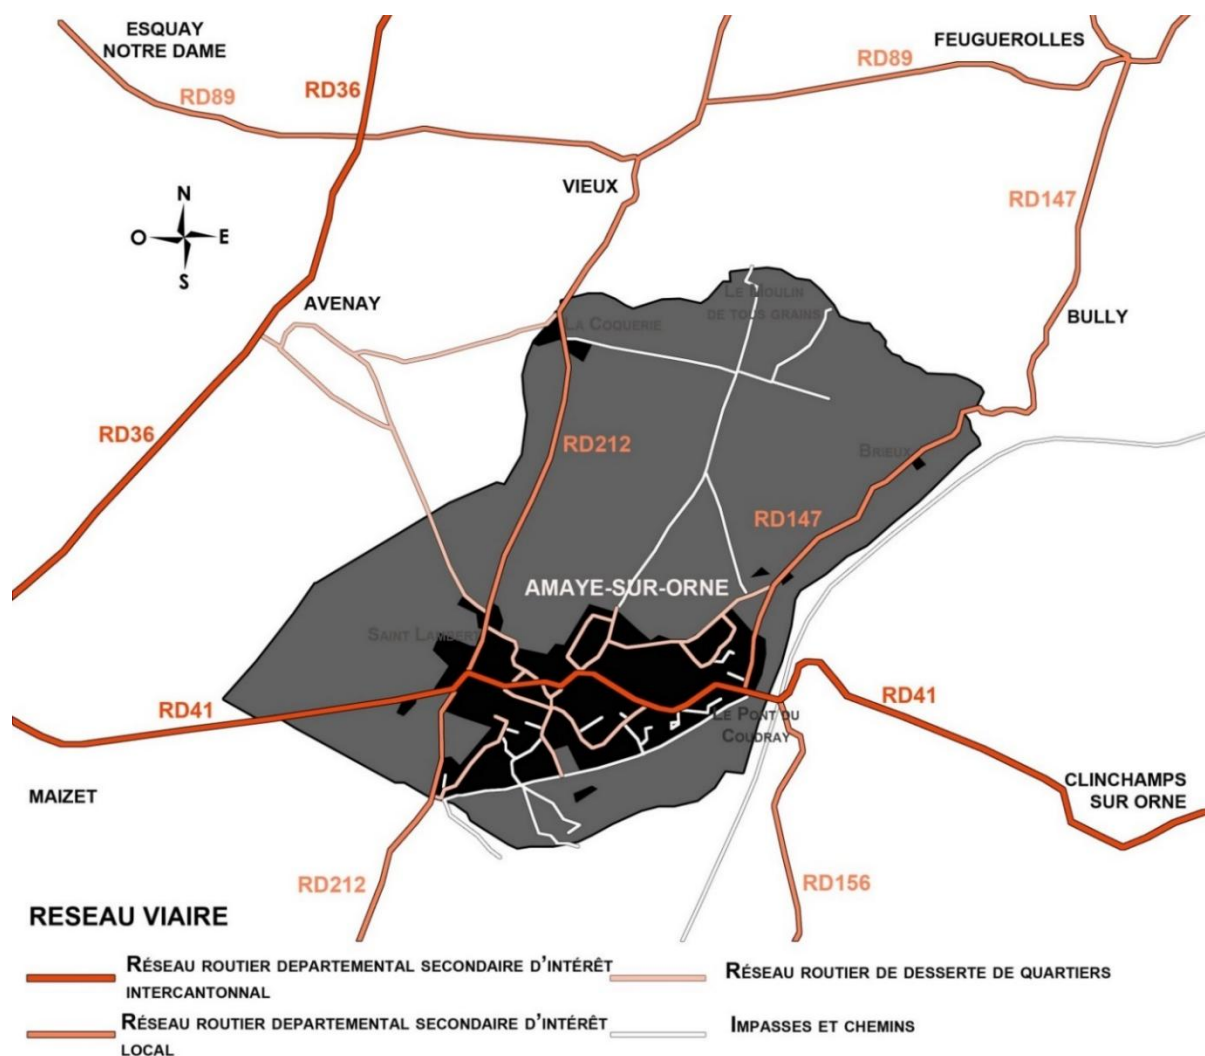 ESQUAY
NOTRE DAME
FEUGUEROLLES
RD89
RD36
RD89
VIEUX
RD147
N
O E
S
AVENAY
LE MOULIN
DE TOUS GRAINS
LA COQUERIE
BULLY
RD36
RD212
BRIEUX
RD147
AMAYE-SUR-ORNE
SAINT LAMBERT
RD41
RD41
LE PONT DU
COUDRAY
MAIZET
CLINCHAMPS
SUR ORNE
RD212
RD156
RESEAU VIAIRE
RÉSEAU ROUTIER DEPARTEMENTAL SECONDAIRE D'INTÉRÊT
INTERCANTONNAL
RÉSEAU ROUTIER DE DESSERTE DE QUARTIERS
RÉSEAU ROUTIER DEPARTEMENTAL SECONDAIRE D'INTÉRÊT
LOCAL
IMPASSES ET CHEMINS